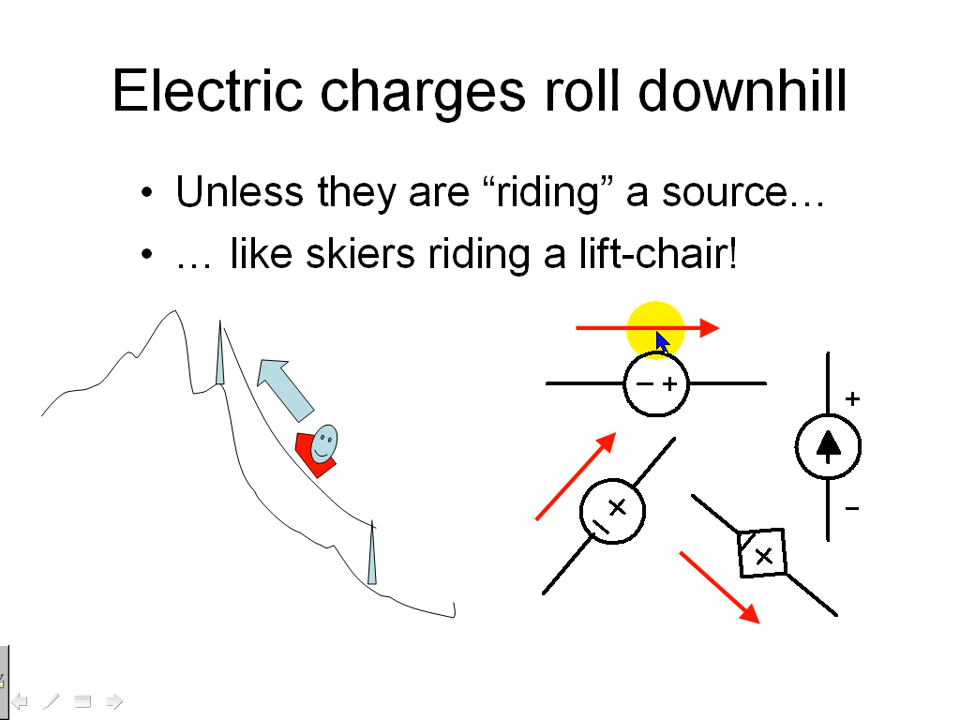 Electric charges roll downhill
• Unless they are “riding” a source...
• ... like skiers riding a lift-chair!
− +
+
−
+
−
− +